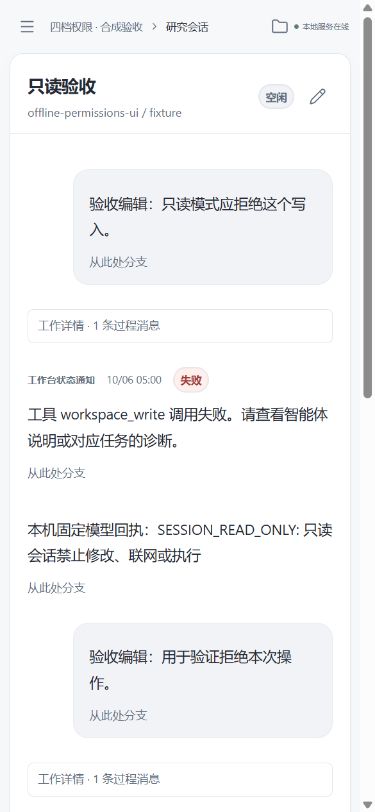 四档权限 · 合成验收 > 研究会话
本地服务在线
只读验收
offline-permissions-ui / fixture
空闲
验收编辑：只读模式应拒绝这个写
入。
从此处分支
工作详情 · 1 条过程消息
工作台状态通知 10/06 05:00 失败
工具 workspace_write 调用失败。请查看智能体
说明或对应任务的诊断。
从此处分支
本机固定模型回执：SESSION_READ_ONLY: 只读
会话禁止修改、联网或执行
从此处分支
验收编辑：用于验证拒绝本次操
作。
从此处分支
工作详情 · 1 条过程消息